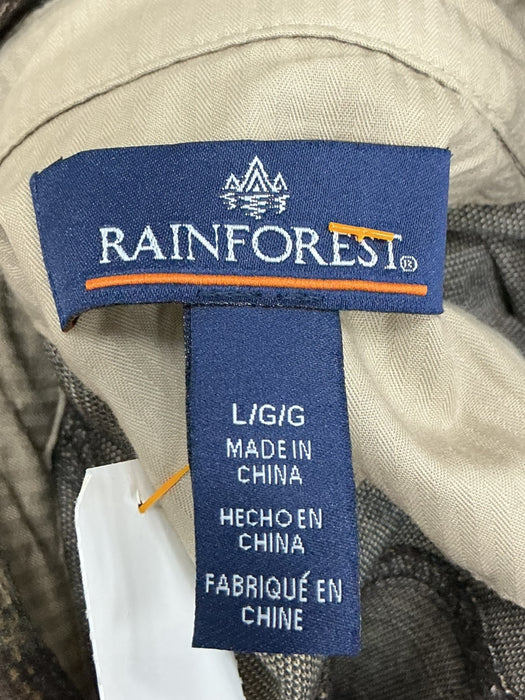 RAINFOREST®
L/G/G
MADE IN
CHINA
HECHO EN
CHINA
FABRIQUÉ EN
CHINE